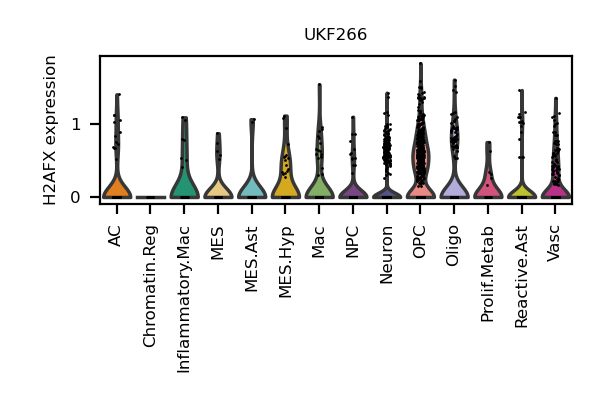 UKF266
H2AFX expression
1
0
AC
Chromatin.Reg
Inflammatory.Mac
MES
MES.Ast
MES.Hyp
Mac
NPC
Neuron
OPC
Oligo
Prolif.Metab
Reactive.Ast
Vasc